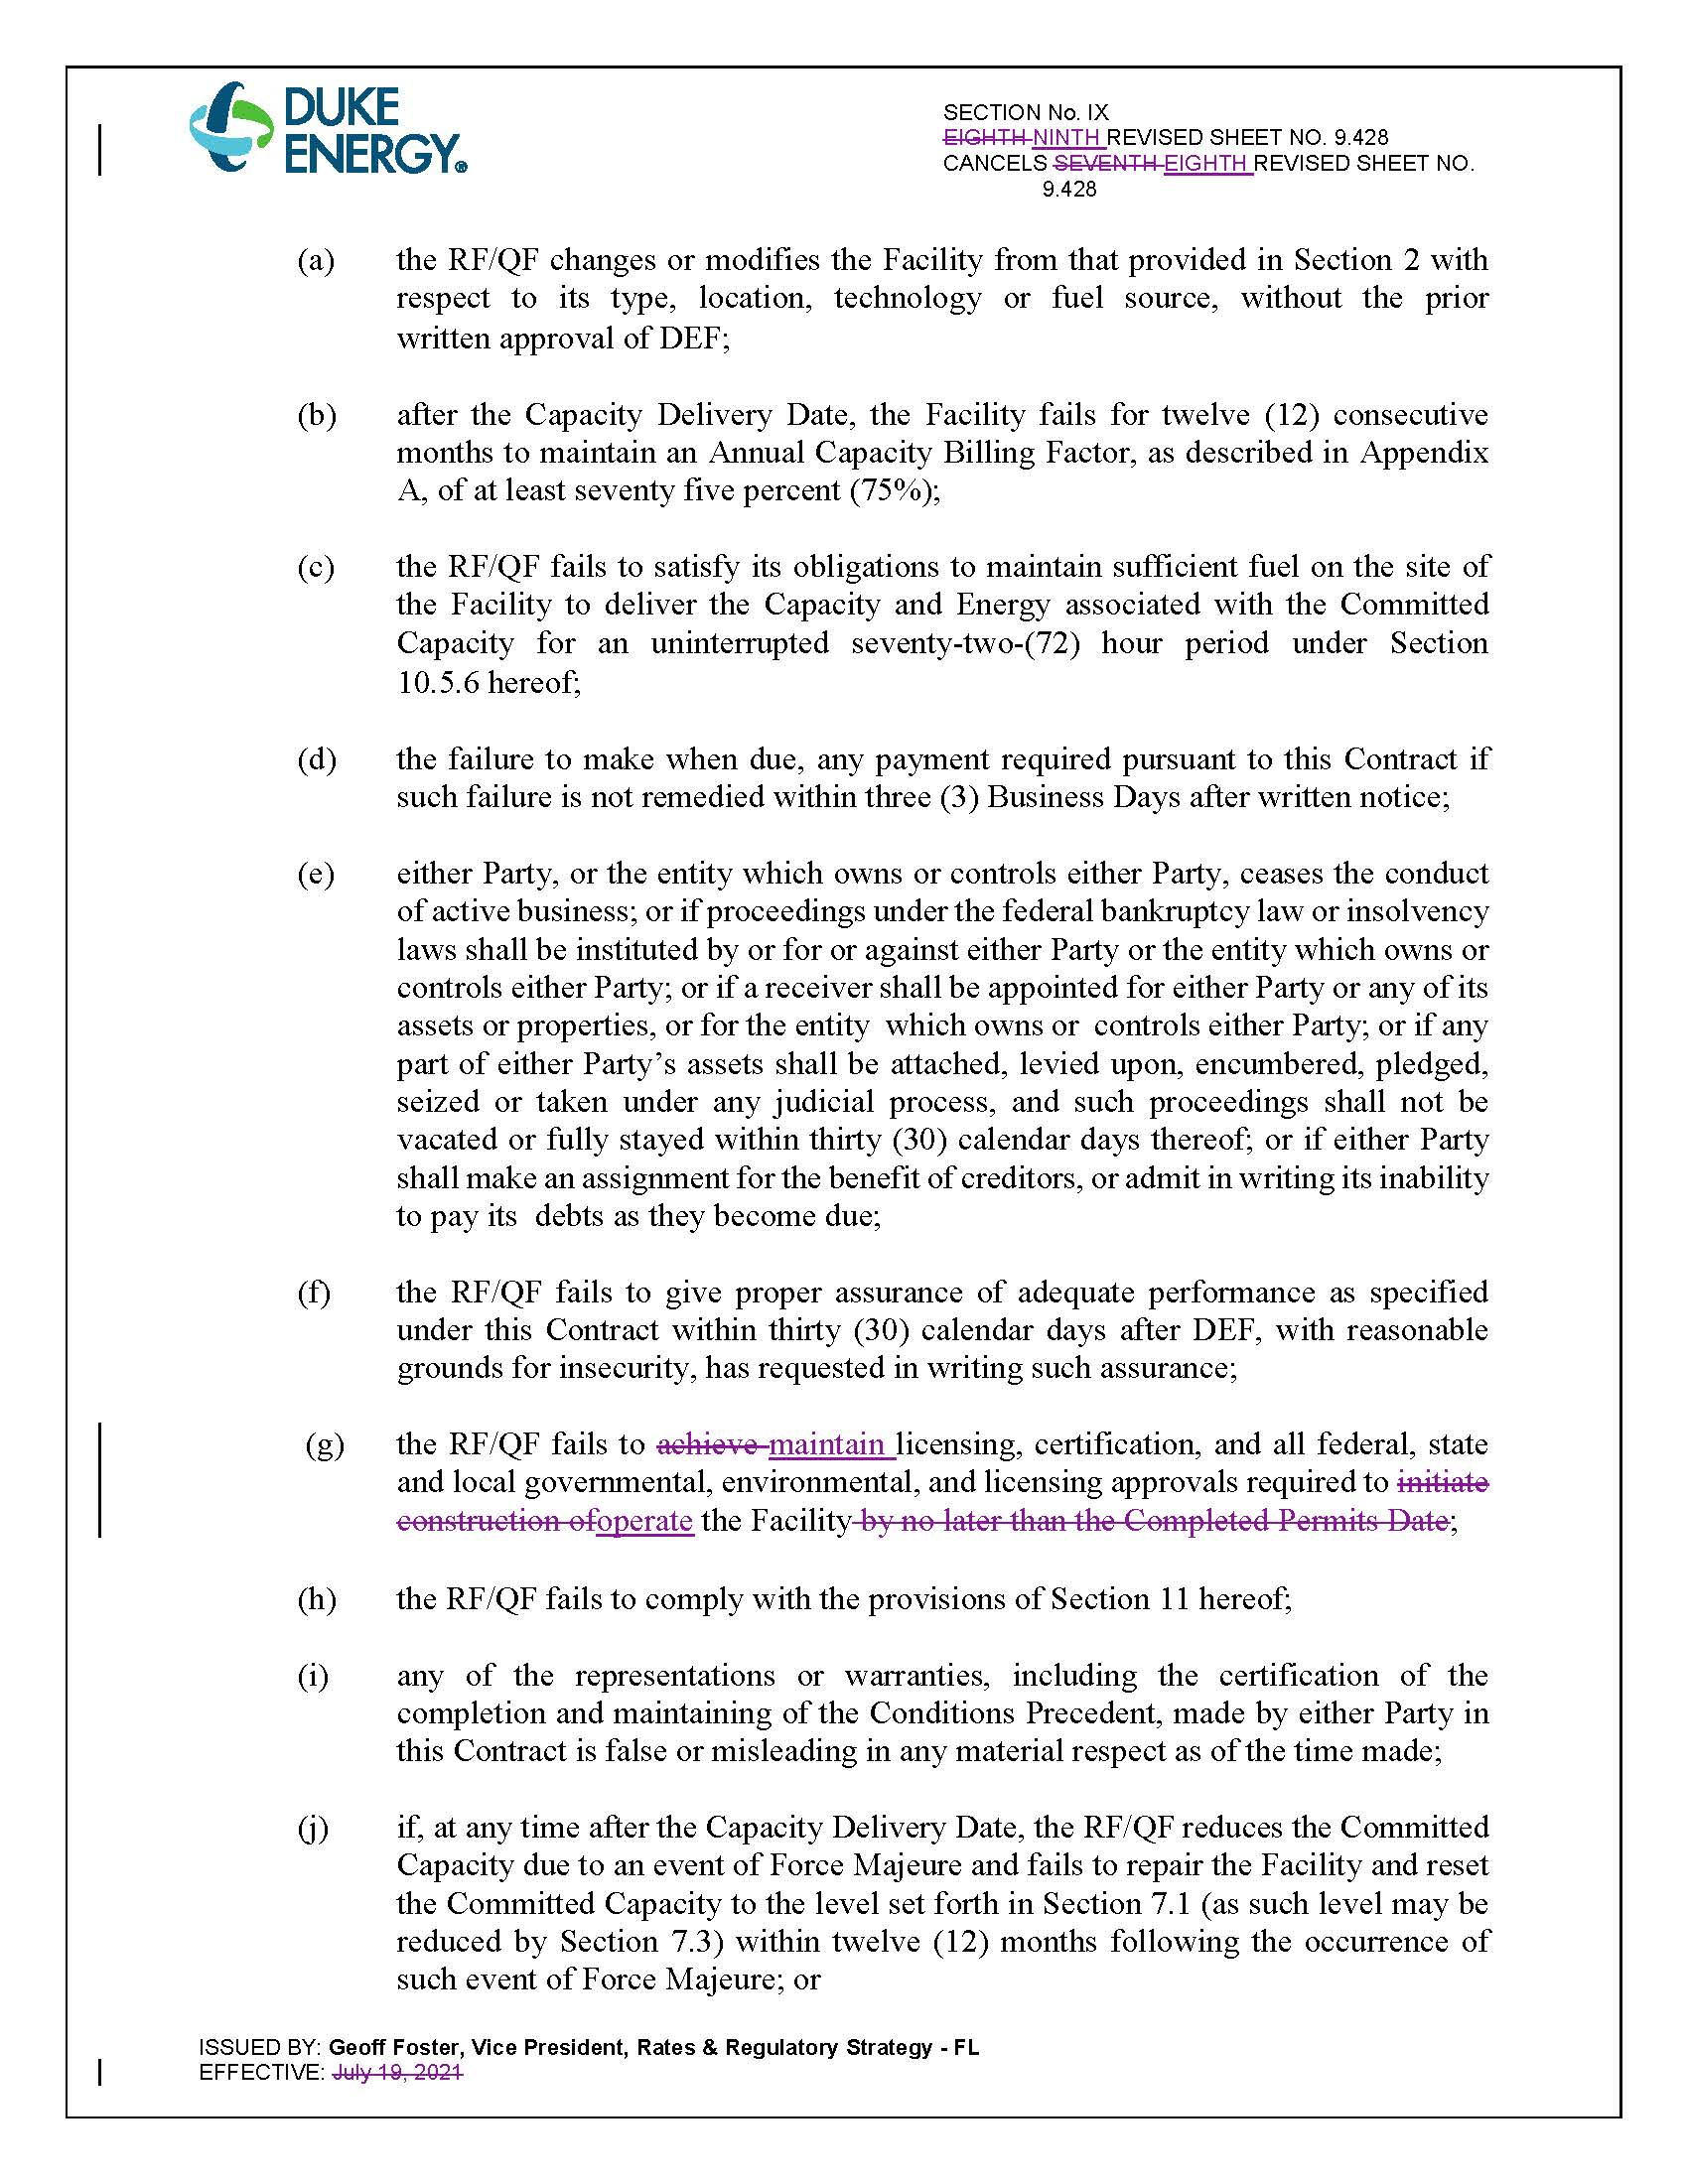 DUKE
ENERGY®
SECTION No. IX
EIGHTH NINTH REVISED SHEET NO. 9.428
CANCELS SEVENTH EIGHTH REVISED SHEET NO.
9.428
(a) the RF/QF changes or modifies the Facility from that provided in Section 2 with
respect to its type, location, technology or fuel source, without the prior
written approval of DEF;
(b) after the Capacity Delivery Date, the Facility fails for twelve (12) consecutive
months to maintain an Annual Capacity Billing Factor, as described in Appendix
A, of at least seventy five percent (75%);
(c) the RF/QF fails to satisfy its obligations to maintain sufficient fuel on the site of
the Facility to deliver the Capacity and Energy associated with the Committed
Capacity for an uninterrupted seventy-two-(72) hour period under Section
10.5.6 hereof;
(d) the failure to make when due, any payment required pursuant to this Contract if
such failure is not remedied within three (3) Business Days after written notice;
(e) either Party, or the entity which owns or controls either Party, ceases the conduct
of active business; or if proceedings under the federal bankruptcy law or insolvency
laws shall be instituted by or for or against either Party or the entity which owns or
controls either Party; or if a receiver shall be appointed for either Party or any of its
assets or properties, or for the entity which owns or controls either Party; or if any
part of either Party’s assets shall be attached, levied upon, encumbered, pledged,
seized or taken under any judicial process, and such proceedings shall not be
vacated or fully stayed within thirty (30) calendar days thereof; or if either Party
shall make an assignment for the benefit of creditors, or admit in writing its inability
to pay its debts as they become due;
(f) the RF/QF fails to give proper assurance of adequate performance as specified
under this Contract within thirty (30) calendar days after DEF, with reasonable
grounds for insecurity, has requested in writing such assurance;
(g) the RF/QF fails to achieve maintain licensing, certification, and all federal, state
and local governmental, environmental, and licensing approvals required to initiate
construction ofoperate the Facility by no later than the Completed Permits Date;
(h) the RF/QF fails to comply with the provisions of Section 11 hereof;
(i) any of the representations or warranties, including the certification of the
completion and maintaining of the Conditions Precedent, made by either Party in
this Contract is false or misleading in any material respect as of the time made;
(j) if, at any time after the Capacity Delivery Date, the RF/QF reduces the Committed
Capacity due to an event of Force Majeure and fails to repair the Facility and reset
the Committed Capacity to the level set forth in Section 7.1 (as such level may be
reduced by Section 7.3) within twelve (12) months following the occurrence of
such event of Force Majeure; or
ISSUED BY: Geoff Foster, Vice President, Rates & Regulatory Strategy - FL
EFFECTIVE: July 19, 2021